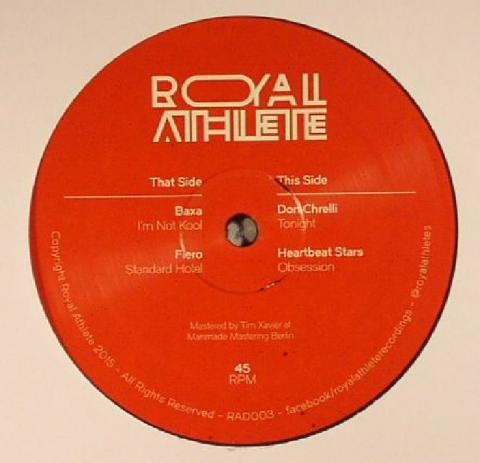 ROYAL
ATHLETE
That Side
Baxa
I'm Not Kool
Fiero
Standard Hotel
This Side
Don Chrelli
Tonight
Heartbeat Stars
Obsession
Mastered by Tim Xavier at
Manmade Mastering Berlin
45
RPM
Copyright Royal Athlete 2015 - All Rights Reserved - RAD003 - facebook/royalathleterecordings - @royalathletes